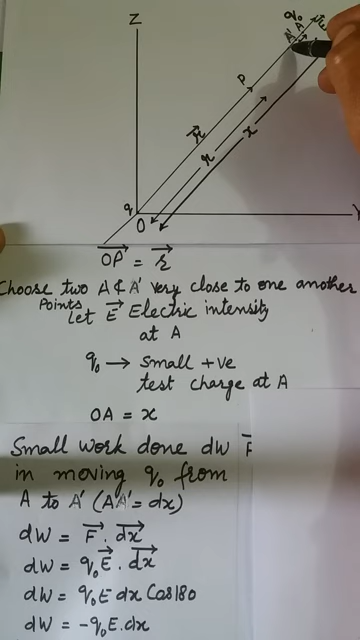 Z
q₀
A' A
E
P
r
r
x
q
O
OP = r
Choose two A & A' very close to one another
Points
Let E Electric intensity
at A
q₀ → small +ve
test charge at A
OA = x
Small work done dW F
in moving q₀ from
A to A' (AA' = dx)
dW = F . dx
dW = q₀E . dx
dW = q₀E dx Cos180
dW = -q₀E.dx